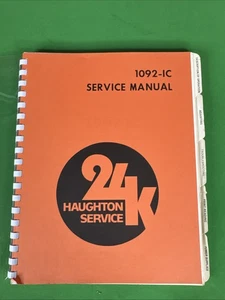 1092-IC
SERVICE MANUAL
24K
HAUGHTON
SERVICE